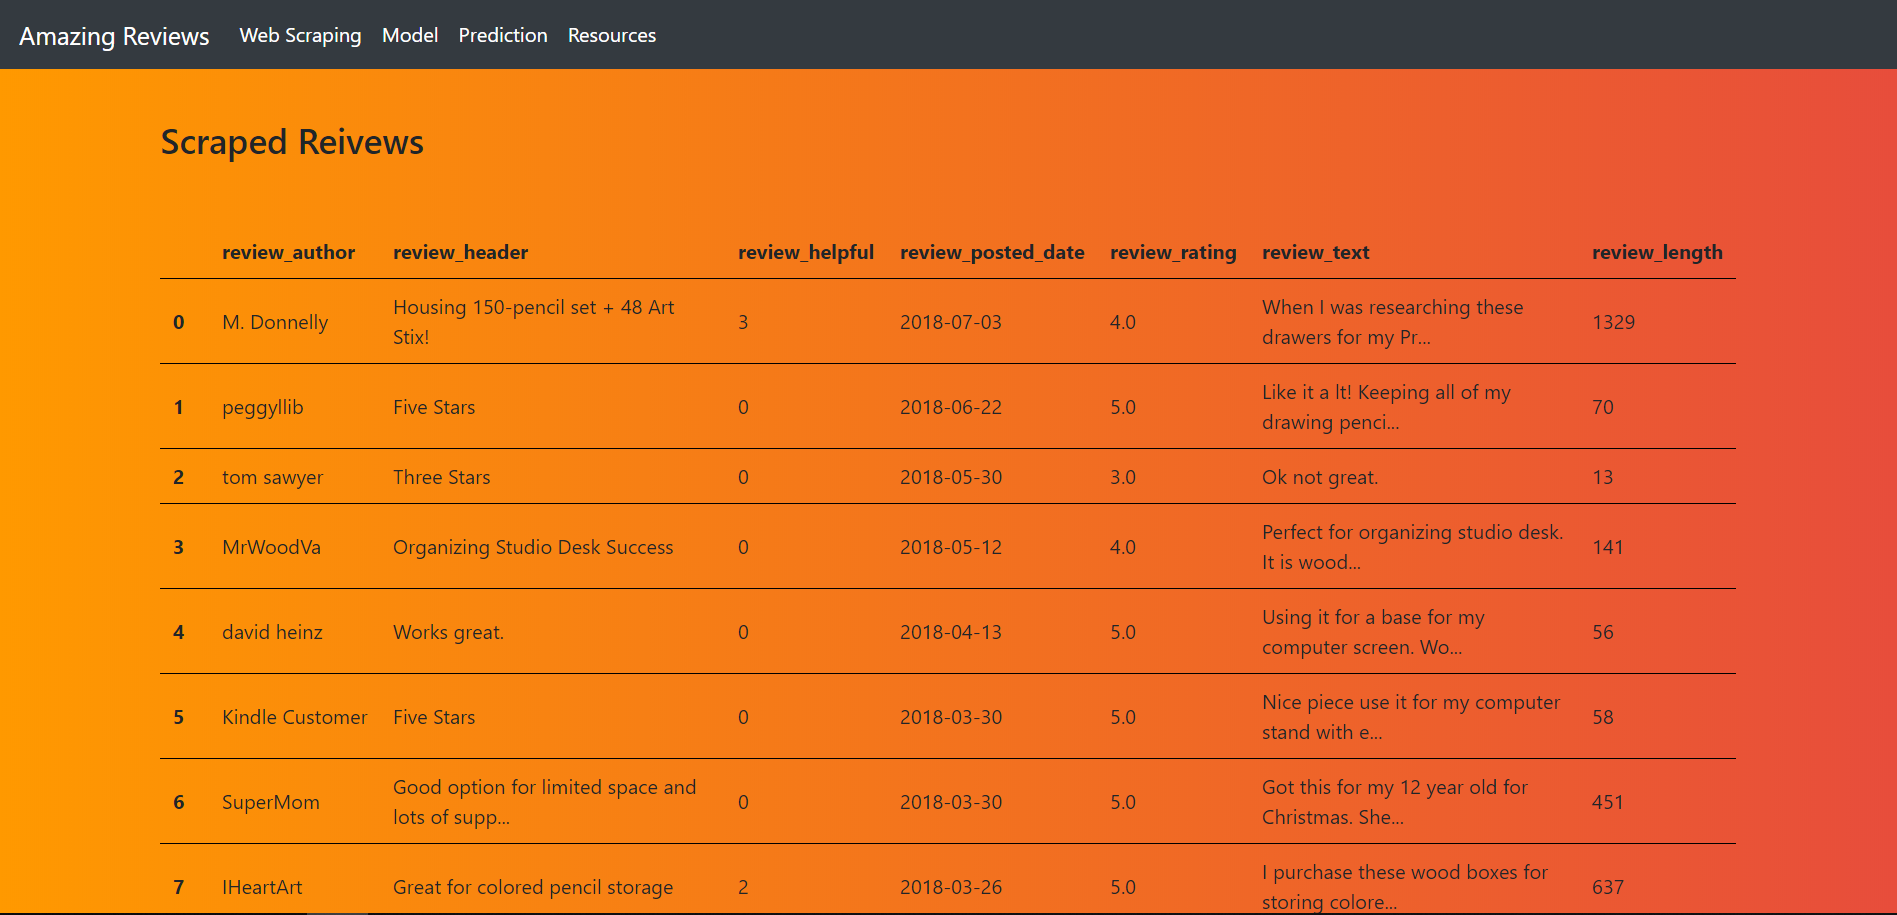 Amazing Reviews Web Scraping Model Prediction Resources
Scraped Reivews
review_author review_header review_helpful review_posted_date review_rating review_text review_length
0 M. Donnelly Housing 150-pencil set + 48 Art Stix! 3 2018-07-03 4.0 When I was researching these drawers for my Pr... 1329
1 peggyllib Five Stars 0 2018-06-22 5.0 Like it a lt! Keeping all of my drawing penci... 70
2 tom sawyer Three Stars 0 2018-05-30 3.0 Ok not great. 13
3 MrWoodVa Organizing Studio Desk Success 0 2018-05-12 4.0 Perfect for organizing studio desk. It is wood... 141
4 david heinz Works great. 0 2018-04-13 5.0 Using it for a base for my computer screen. Wo... 56
5 Kindle Customer Five Stars 0 2018-03-30 5.0 Nice piece use it for my computer stand with e... 58
6 SuperMom Good option for limited space and lots of supp... 0 2018-03-30 5.0 Got this for my 12 year old for Christmas. She... 451
7 IHeartArt Great for colored pencil storage 2 2018-03-26 5.0 I purchase these wood boxes for storing colore... 637